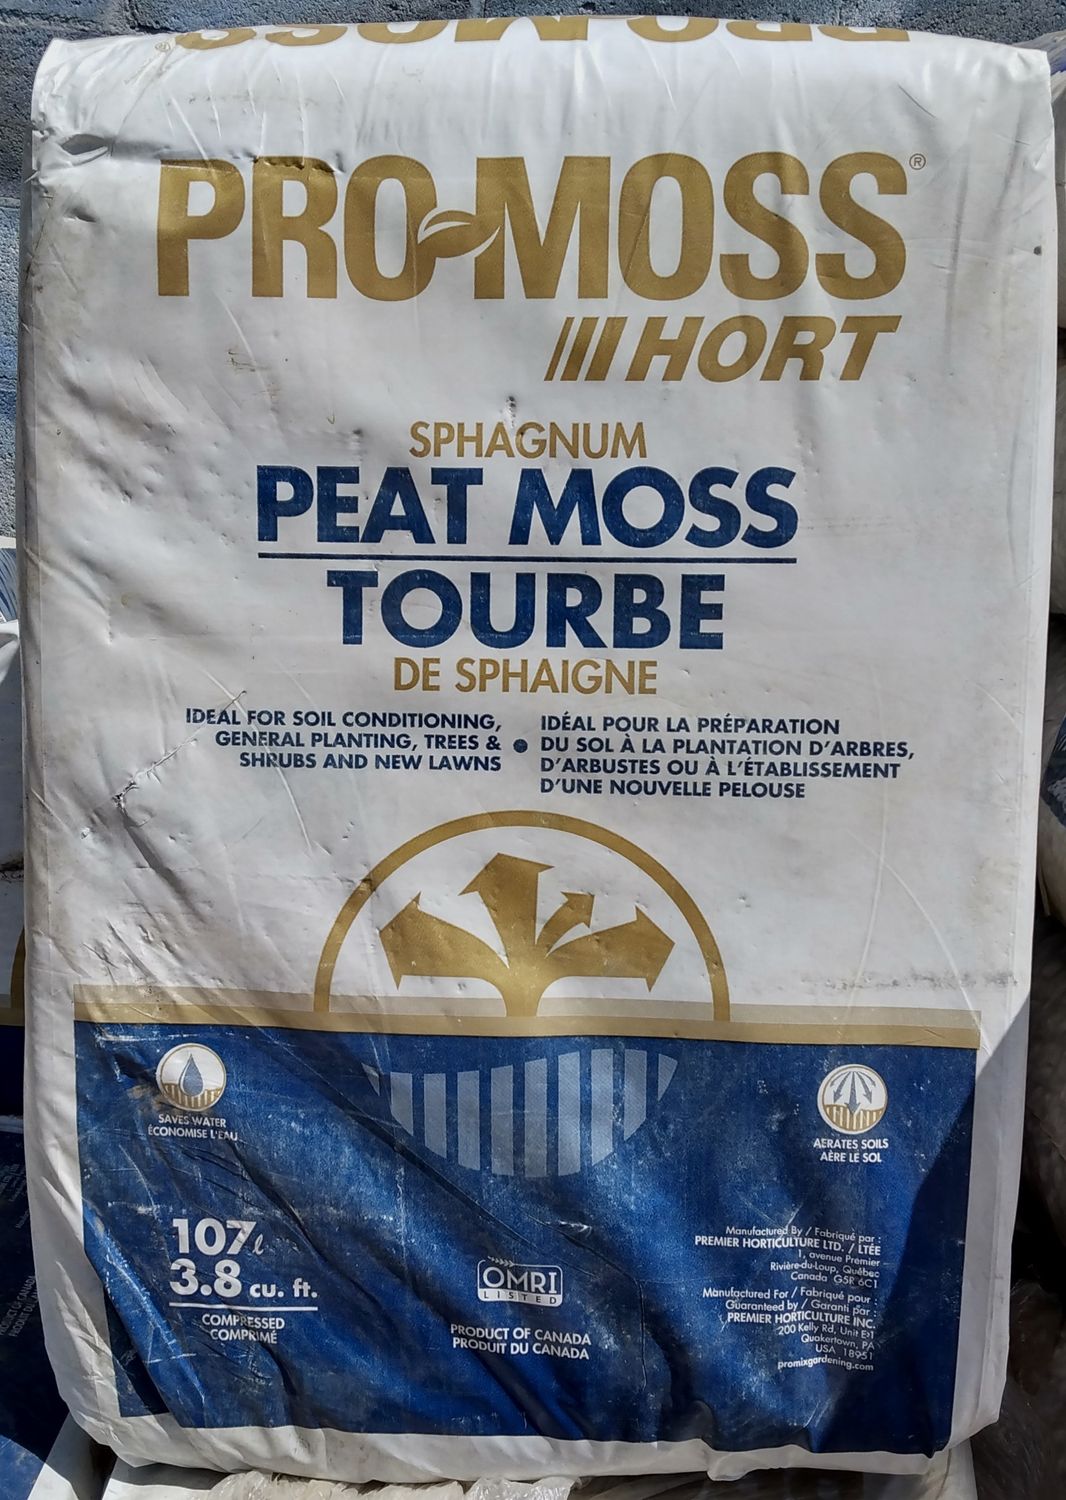 PRO-MOSS
PRO-MOSS®
HORT
SPHAGNUM
PEAT MOSS
TOURBE
DE SPHAIGNE
IDEAL FOR SOIL CONDITIONING,
GENERAL PLANTING, TREES &
SHRUBS AND NEW LAWNS
•
IDÉAL POUR LA PRÉPARATION
DU SOL À LA PLANTATION D'ARBRES,
D'ARBUSTES OU À L'ÉTABLISSEMENT
D'UNE NOUVELLE PELOUSE
SAVES WATER
ÉCONOMISE L'EAU
AERATES SOILS
AÈRE LE SOL
107ℓ
3.8 cu. ft.
COMPRESSED
COMPRIMÉ
OMRI
LISTED
PRODUCT OF CANADA
PRODUIT DU CANADA
Manufactured By / Fabriqué par :
PREMIER HORTICULTURE LTD. / LTÉE
1, avenue Premier
Rivière-du-Loup, Québec
Canada G5R 6C1
Manufactured For / Fabriqué pour :
Guaranteed by / Garanti par :
PREMIER HORTICULTURE INC.
200 Kelly Rd, Unit E-1
Quakertown, PA
USA 18951
promixgardening.com